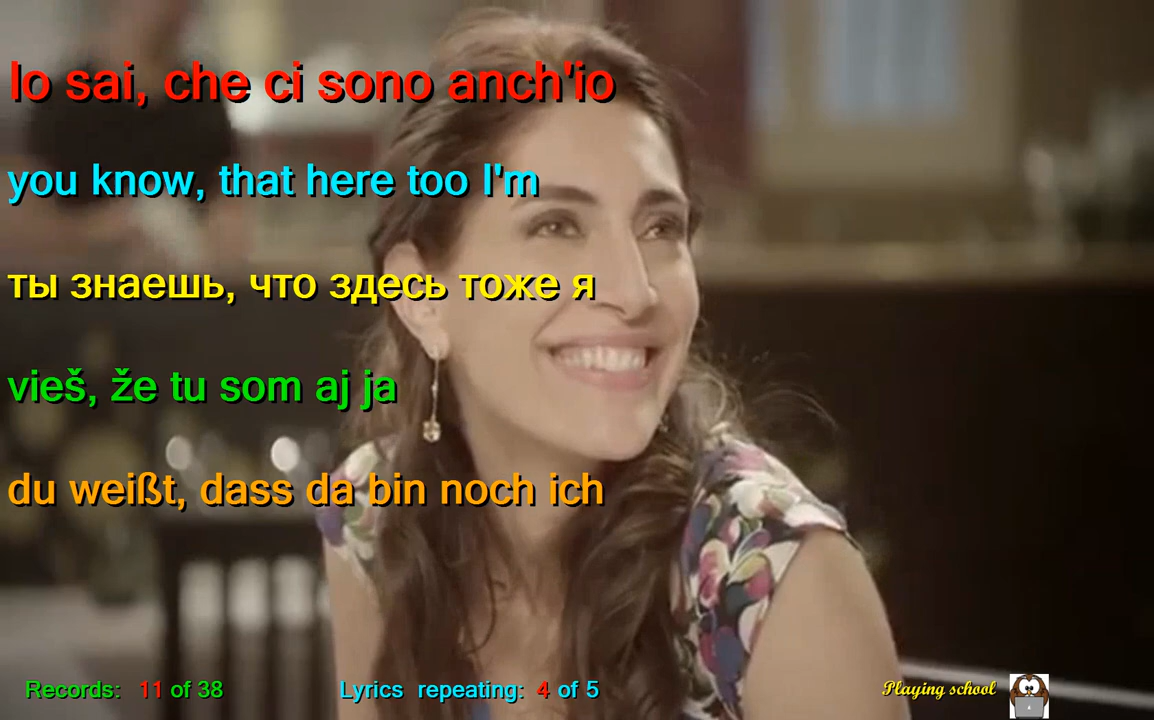 lo sai, che ci sono anch'io
you know, that here too I'm
ты знаешь, что здесь тоже я
vieš, že tu som aj ja
du weißt, dass da bin noch ich
Records: 11 of 38
Lyrics repeating: 4 of 5
Playing school